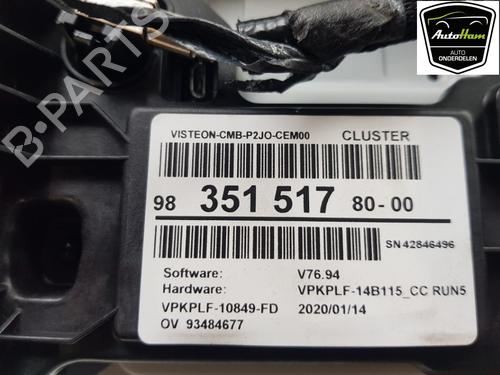 AutoHam
AUTO
ONDERDELEN
B-PARTS
VISTEON-CMB-P2JO-CEM00 CLUSTER
98 351 517 80-00
SN 42846496
Software: V76.94
Hardware: VPKPLF-14B115_CC RUN5
VPKPLF-10849-FD 2020/01/14
OV 93484677